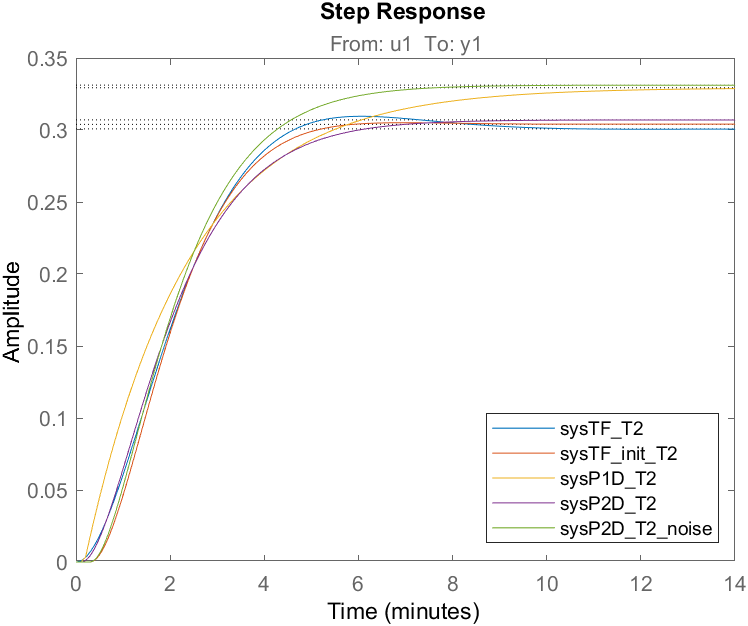 Step Response
From: u1 To: y1
Amplitude
0.35
0.3
0.25
0.2
0.15
0.1
0.05
0
sysTF_T2
sysTF_init_T2
sysP1D_T2
sysP2D_T2
sysP2D_T2_noise
0 2 4 6 8 10 12 14
Time (minutes)